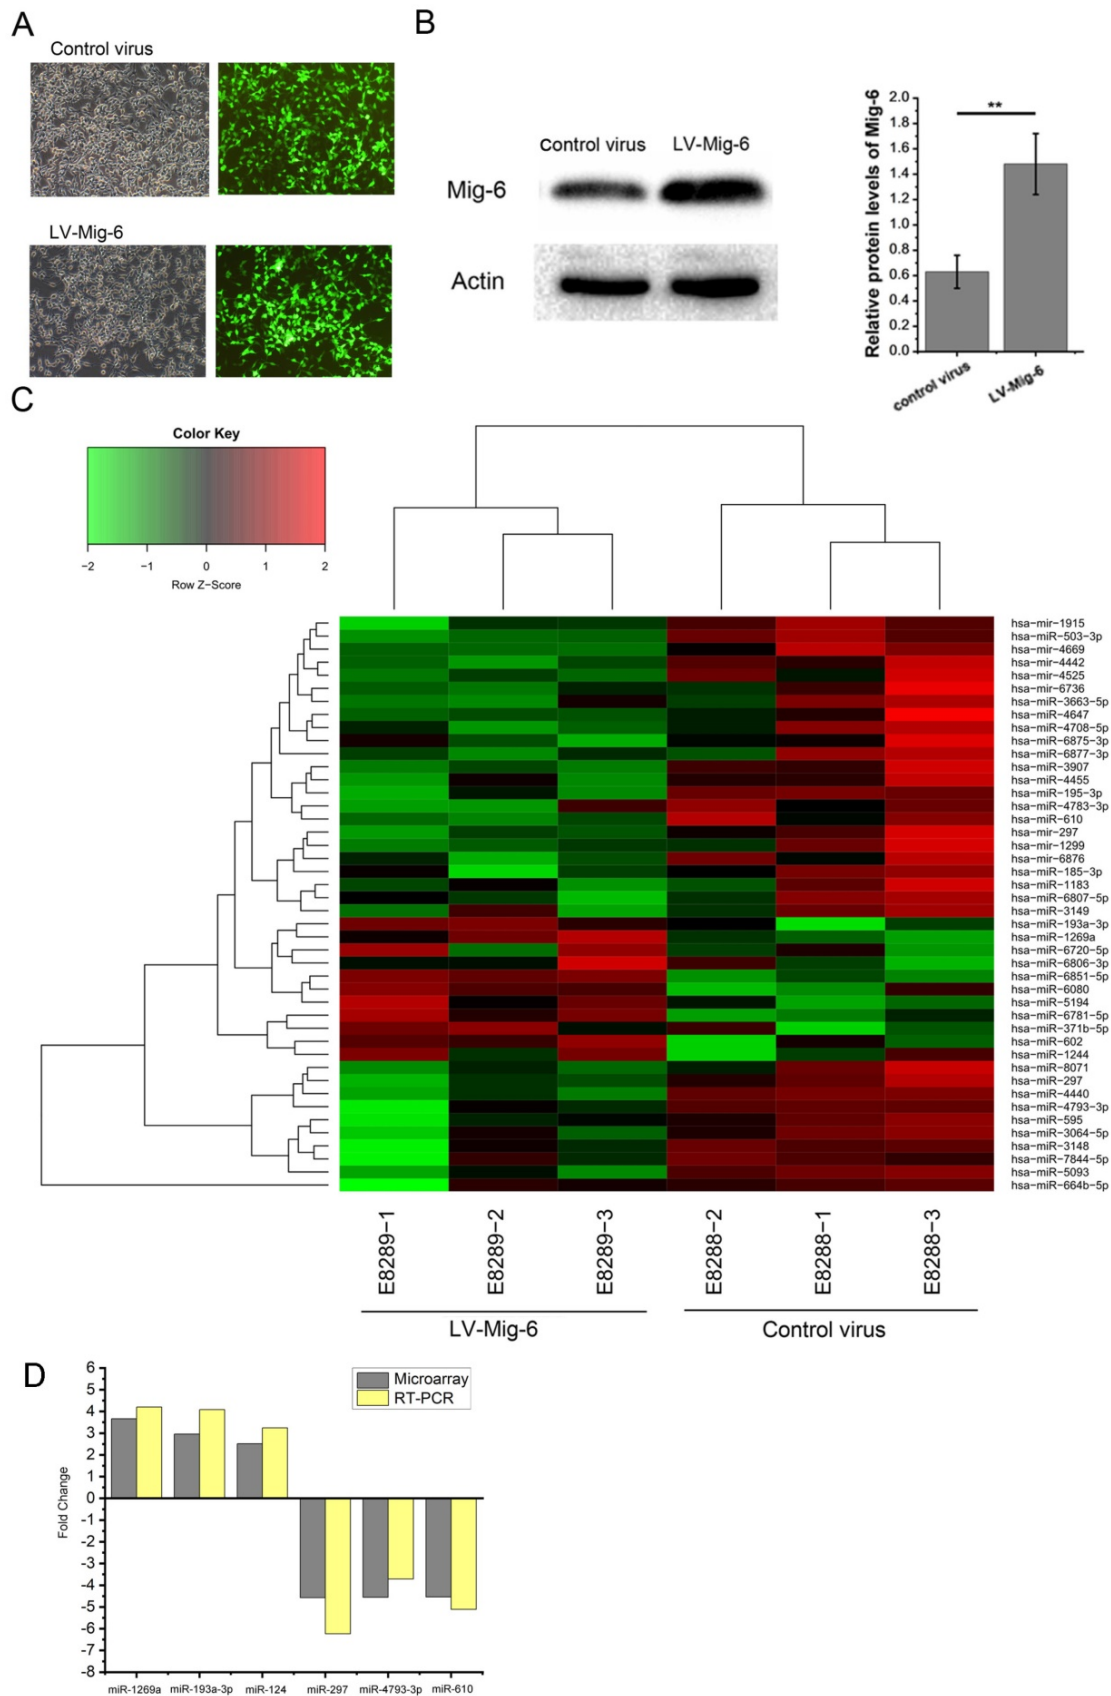 A
Control virus
LV-Mig-6
B
Control virus LV-Mig-6
Mig-6
Actin
Relative protein levels of Mig-6
2.0
1.8
1.6
1.4
1.2
1.0
0.8
0.6
0.4
0.2
0.0
**
control virus
LV-Mig-6
C
Color Key
−2 −1 0 1 2
Row Z−Score
hsa−mir−1915
hsa−miR−503−3p
hsa−mir−4669
hsa−mir−4442
hsa−mir−4525
hsa−mir−6736
hsa−miR−3663−5p
hsa−miR−4647
hsa−miR−4708−5p
hsa−miR−6875−3p
hsa−miR−6877−3p
hsa−miR−3907
hsa−miR−4455
hsa−miR−195−3p
hsa−miR−4783−3p
hsa−miR−610
hsa−mir−297
hsa−mir−1299
hsa−mir−6876
hsa−miR−185−3p
hsa−miR−1183
hsa−miR−6807−5p
hsa−miR−3149
hsa−miR−193a−3p
hsa−miR−1269a
hsa−miR−6720−5p
hsa−miR−6806−3p
hsa−miR−6851−5p
hsa−miR−6080
hsa−miR−5194
hsa−miR−6781−5p
hsa−miR−371b−5p
hsa−miR−602
hsa−miR−1244
hsa−miR−8071
hsa−miR−297
hsa−miR−4440
hsa−miR−4793−3p
hsa−miR−595
hsa−miR−3064−5p
hsa−miR−3148
hsa−miR−7844−5p
hsa−miR−5093
hsa−miR−664b−5p
E8289−1
E8289−2
E8289−3
E8288−2
E8288−1
E8288−3
LV-Mig-6
Control virus
D
Microarray
RT-PCR
Fold Change
6
5
4
3
2
1
0
-1
-2
-3
-4
-5
-6
-7
-8
miR-1269a miR-193a-3p miR-124 miR-297 miR-4793-3p miR-610